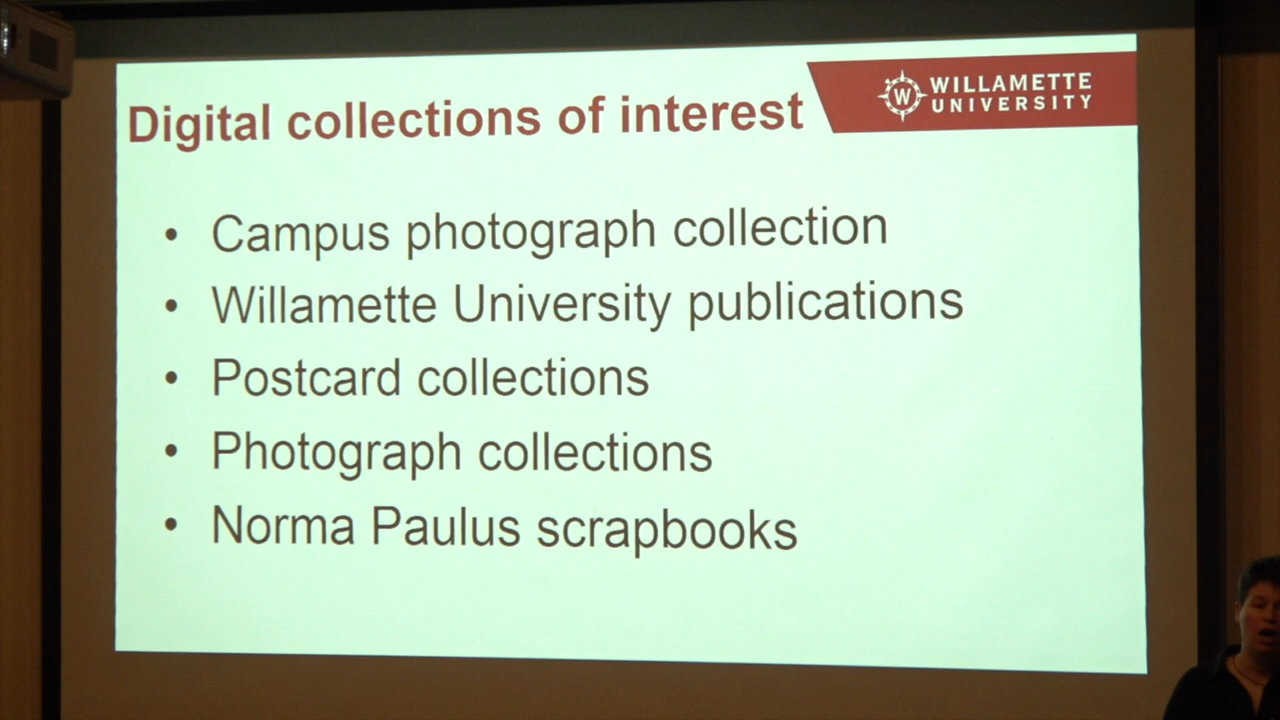 Digital collections of interest
W
WILLAMETTE
UNIVERSITY
• Campus photograph collection
• Willamette University publications
• Postcard collections
• Photograph collections
• Norma Paulus scrapbooks